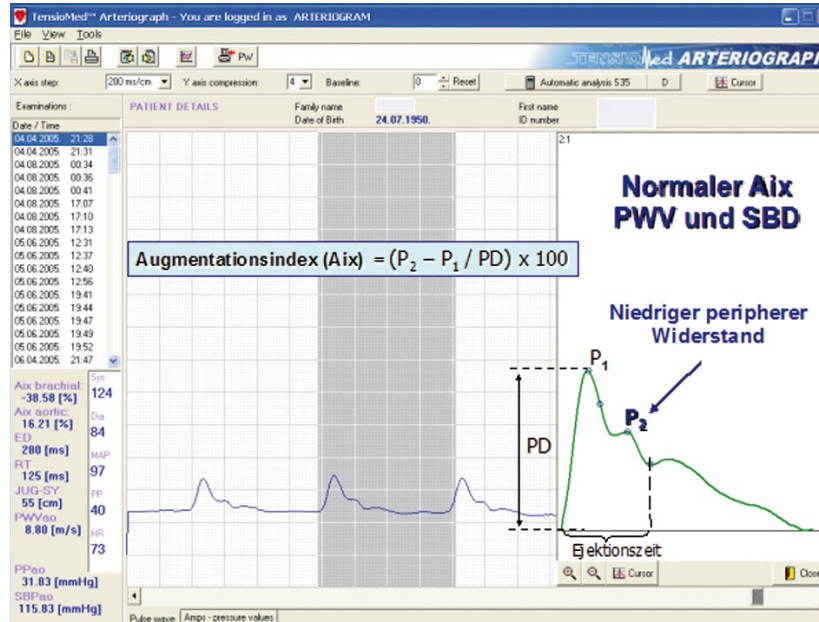 TensioMed™ Arteriograph - You are logged in as ARTERIOGRAM
File View Tools
PW
TENSIOMed ARTERIOGRAPH
X axis step: 200 ms/cm Y axis compression: 4 Baseline: 0 Reset Automatic analysis S35 D Cursor
Examinations :
PATIENT DETAILS
Family name
First name
Date of Birth 24.07.1950.
ID number
Date / Time
04.04.2005. 21:28
04.04.2005. 21:31
04.08.2005. 00:34
04.08.2005. 00:36
04.08.2005. 00:41
04.08.2005. 17:07
04.08.2005. 17:10
04.08.2005. 17:13
05.06.2005. 12:31
05.06.2005. 12:37
05.06.2005. 12:40
05.06.2005. 12:56
05.06.2005. 19:41
05.06.2005. 19:44
05.06.2005. 19:47
05.06.2005. 19:49
05.06.2005. 19:52
06.04.2005. 21:47
Aix brachial:
-38.58 [%]
Aix aortic:
16.21 [%]
ED
280 [ms]
RT
125 [ms]
JUG-SY
55 [cm]
PWVao
8.80 [m/s]
PPao
31.83 [mmHg]
SBPao
115.83 [mmHg]
Sys
124
Dia
84
MAP
97
PP
40
HR
73
Augmentationsindex (Aix) = (P2 – P1 / PD) x 100
21
Normaler Aix
PWV und SBD
Niedriger peripherer
Widerstand
P1
P2
PD
Ejektionszeit
Cursor
Close
Pulse wave Amps - pressure values